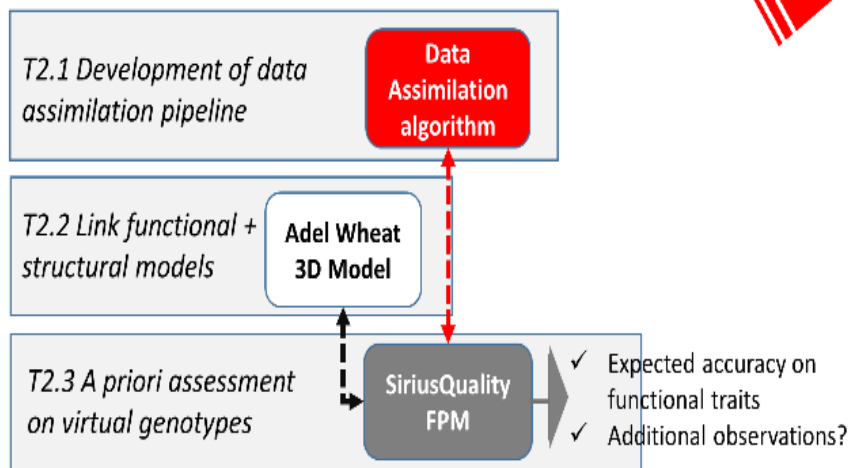 T2.1 Development of data
assimilation pipeline
Data
Assimilation
algorithm
T2.2 Link functional +
structural models
Adel Wheat
3D Model
T2.3 A priori assessment
on virtual genotypes
SiriusQuality
FPM
✓ Expected accuracy on
functional traits
✓ Additional observations?